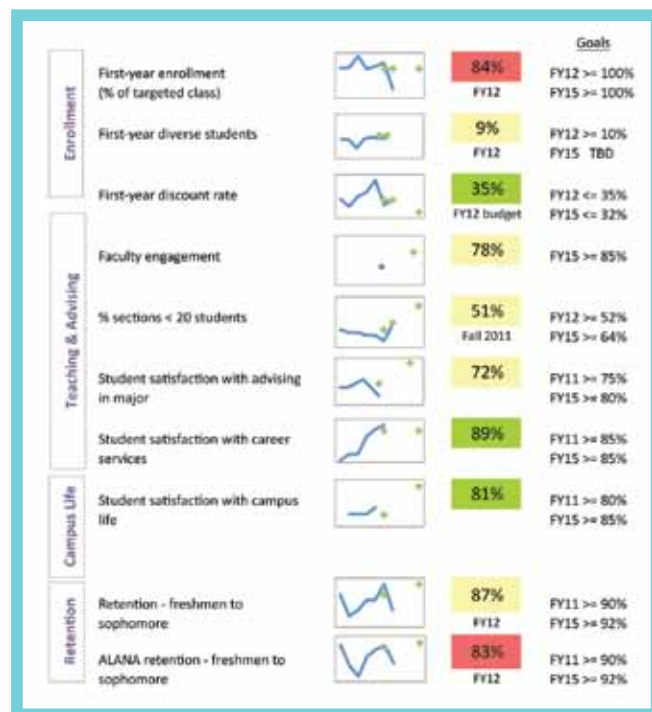 Goals
Enrollment
First-year enrollment
(% of targeted class)
84%
FY12
FY12 >= 100%
FY15 >= 100%
First-year diverse students
9%
FY12
FY12 >= 10%
FY15 TBD
First-year discount rate
35%
FY12 budget
FY12 <= 35%
FY15 <= 32%
Teaching & Advising
Faculty engagement
78%
FY15 >= 85%
% sections < 20 students
51%
Fall 2011
FY12 >= 52%
FY15 >= 64%
Student satisfaction with advising
in major
72%
FY11 >= 75%
FY15 >= 80%
Student satisfaction with career
services
89%
FY11 >= 85%
FY15 >= 85%
Campus Life
Student satisfaction with campus
life
81%
FY11 >= 80%
FY15 >= 85%
Retention
Retention - freshmen to
sophomore
87%
FY12
FY11 >= 90%
FY15 >= 92%
ALANA retention - freshmen to
sophomore
83%
FY12
FY11 >= 90%
FY15 >= 92%